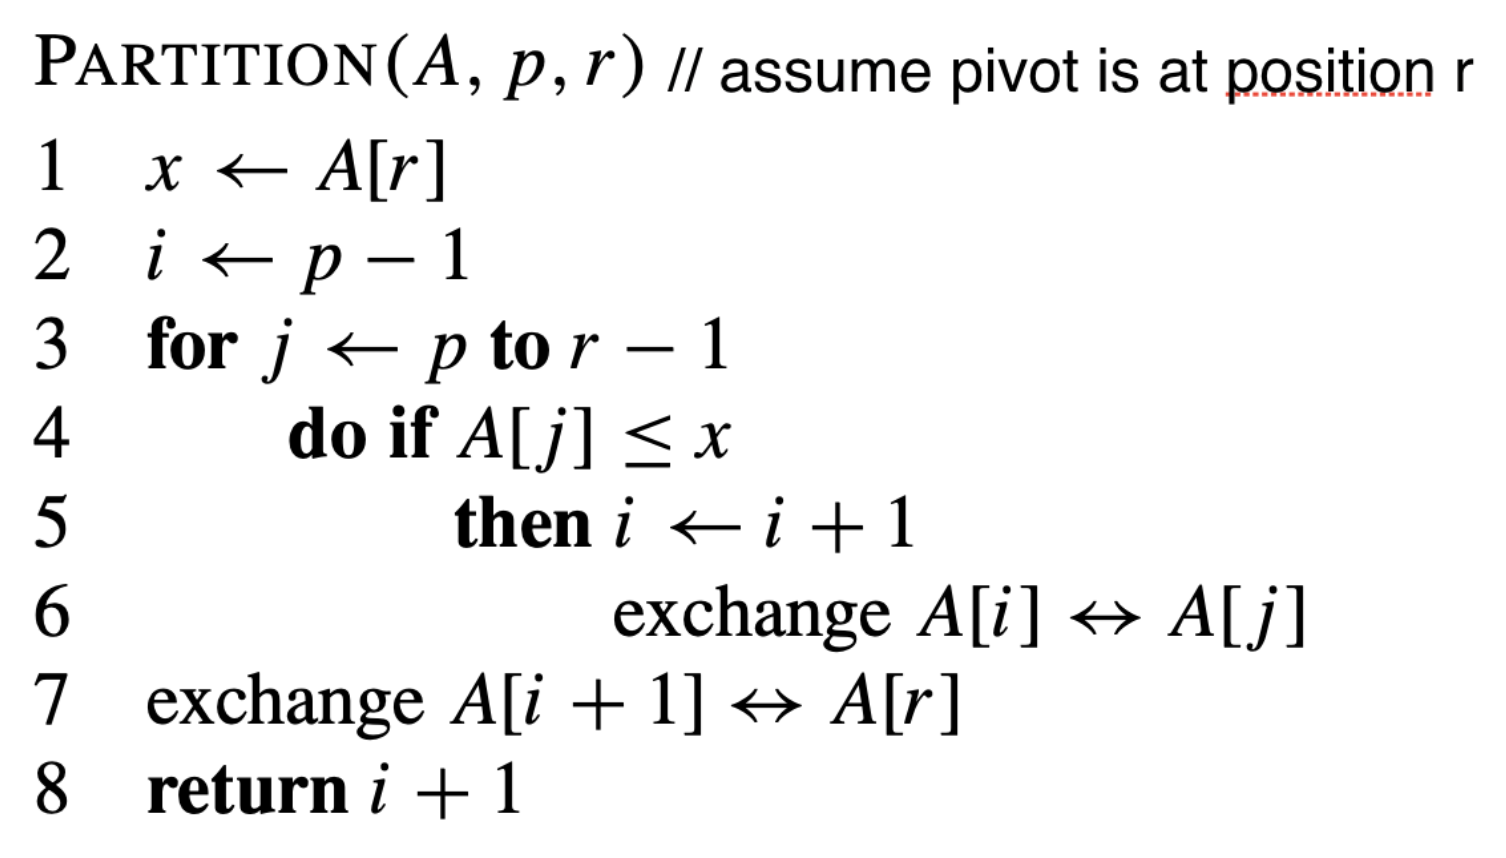 PARTITION(A, p, r) // assume pivot is at position r
1 x ← A[r]
2 i ← p − 1
3 for j ← p to r − 1
4 do if A[j] ≤ x
5 then i ← i + 1
6 exchange A[i] ↔ A[j]
7 exchange A[i + 1] ↔ A[r]
8 return i + 1